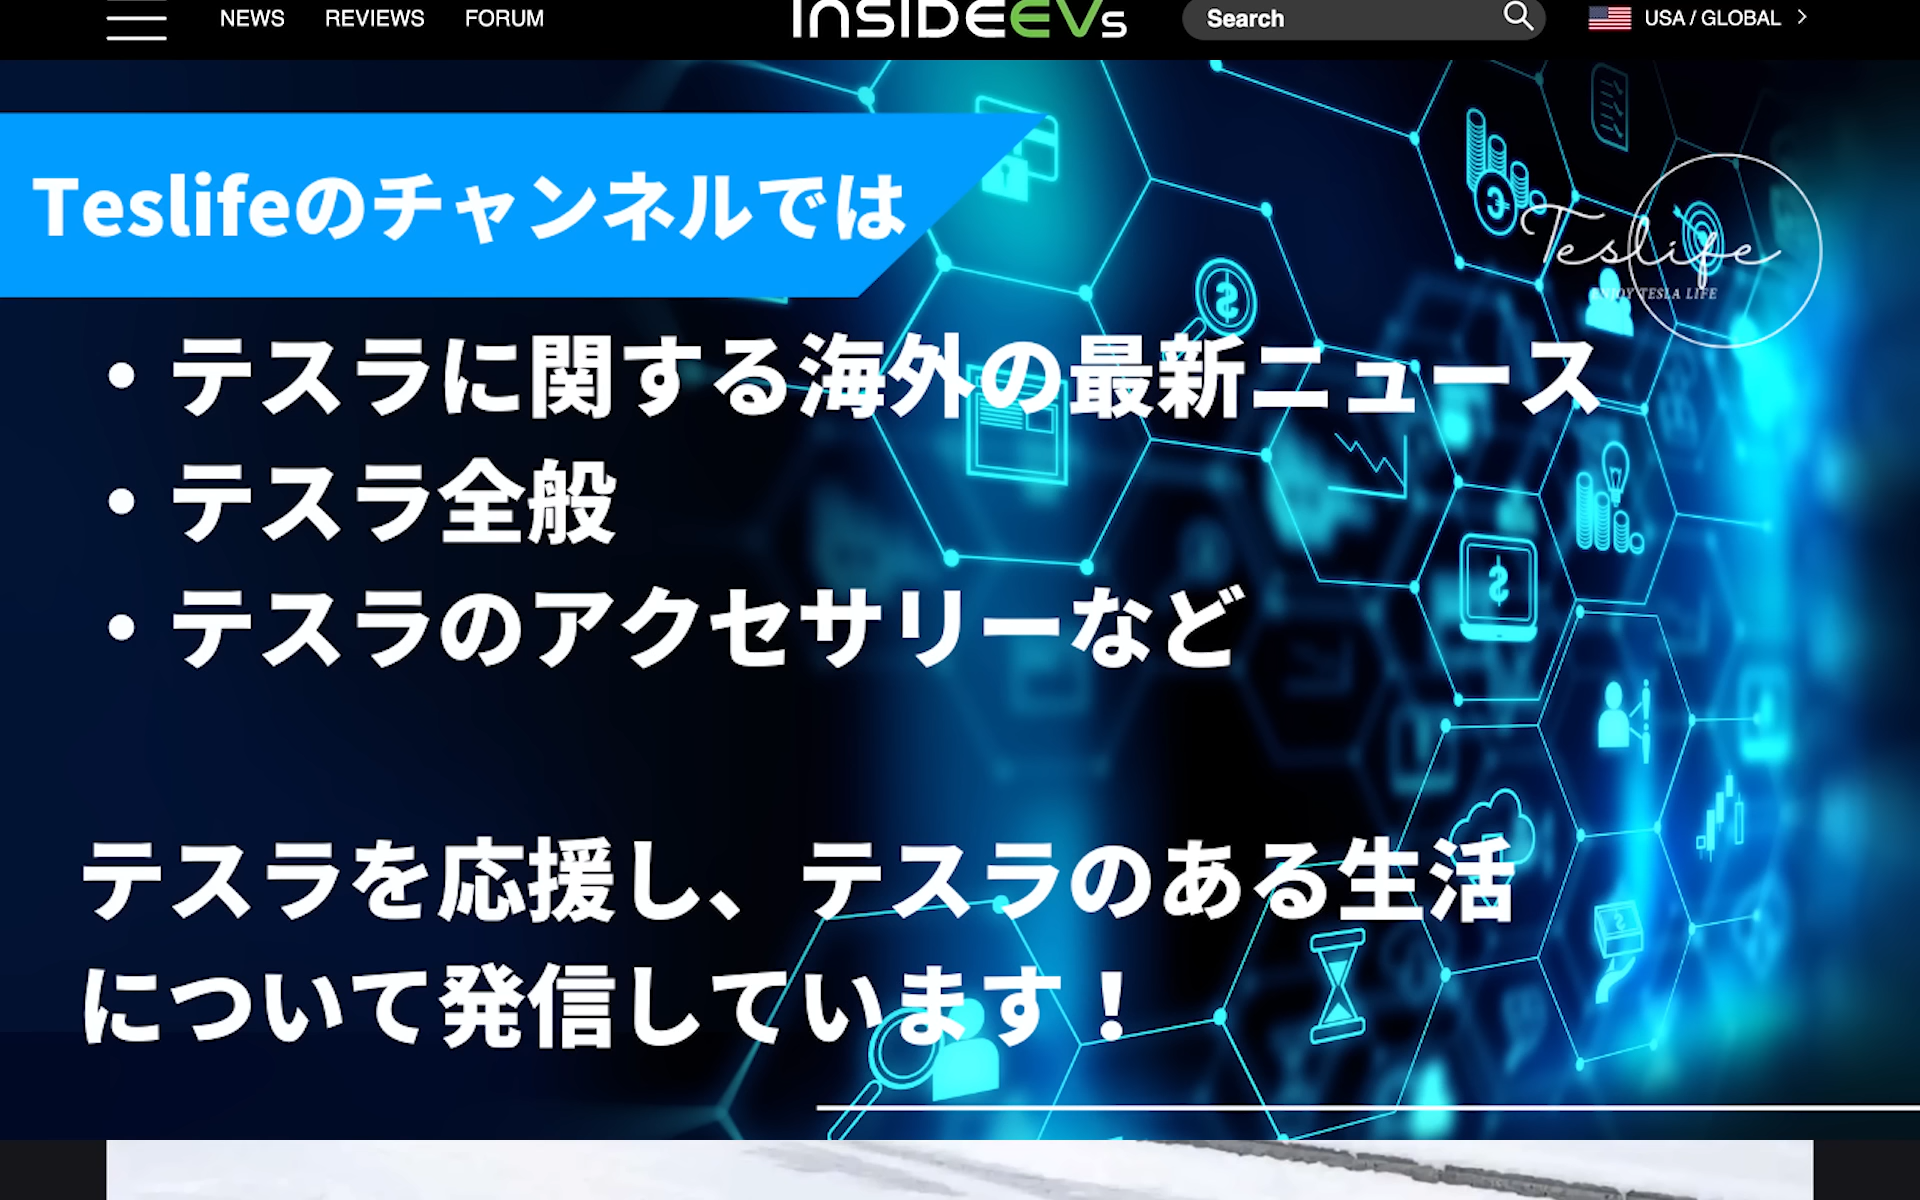 NEWS REVIEWS FORUM INSIDEEVs Search USA / GLOBAL
Teslifeのチャンネルでは
Teslife
ENJOY TESLA LIFE
・テスラに関する海外の最新ニュース
・テスラ全般
・テスラのアクセサリーなど
テスラを応援し、テスラのある生活
について発信しています！